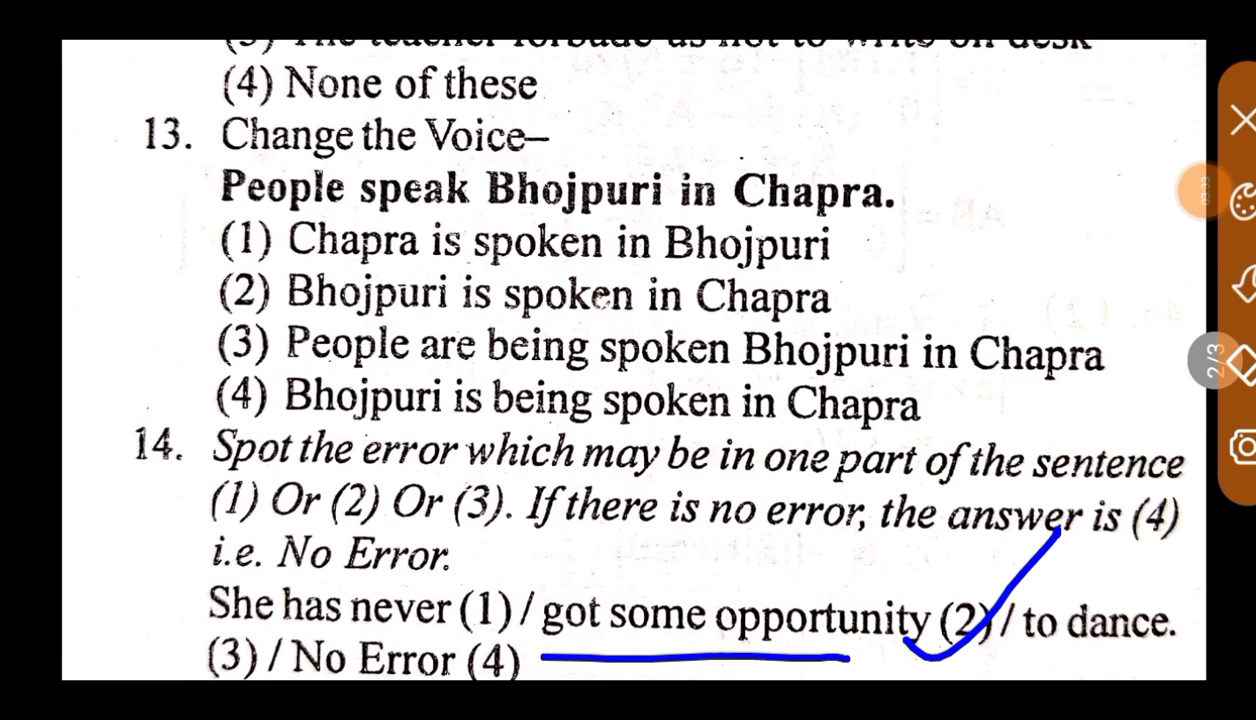 (4) None of these
13. Change the Voice–
People speak Bhojpuri in Chapra.
(1) Chapra is spoken in Bhojpuri
(2) Bhojpuri is spoken in Chapra
(3) People are being spoken Bhojpuri in Chapra
(4) Bhojpuri is being spoken in Chapra
14. Spot the error which may be in one part of the sentence
(1) Or (2) Or (3). If there is no error, the answer is (4)
i.e. No Error.
She has never (1) / got some opportunity (2) / to dance.
(3) / No Error (4)
03:33
2/3